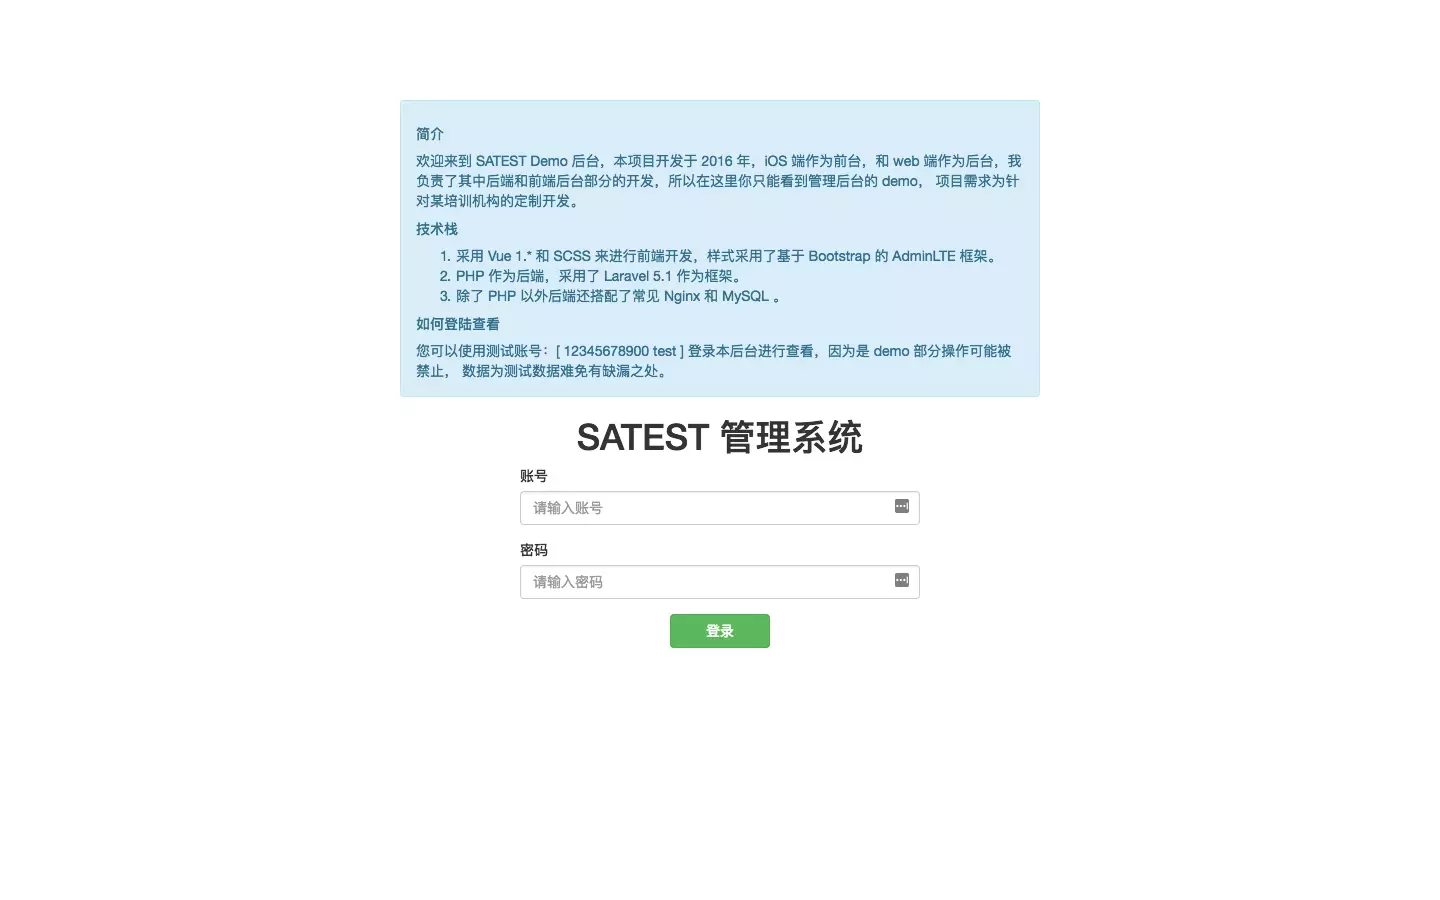 简介
欢迎来到 SATEST Demo 后台，本项目开发于 2016 年，iOS 端作为前台，和 web 端作为后台，我
负责了其中后端和前端后台部分的开发，所以在这里你只能看到管理后台的 demo， 项目需求为针
对某培训机构的定制开发。
技术栈
1. 采用 Vue 1.* 和 SCSS 来进行前端开发，样式采用了基于 Bootstrap 的 AdminLTE 框架。
2. PHP 作为后端，采用了 Laravel 5.1 作为框架。
3. 除了 PHP 以外后端还搭配了常见 Nginx 和 MySQL 。
如何登陆查看
您可以使用测试账号：[ 12345678900 test ] 登录本后台进行查看，因为是 demo 部分操作可能被
禁止， 数据为测试数据难免有缺漏之处。
SATEST 管理系统
账号
请输入账号
密码
请输入密码
登录